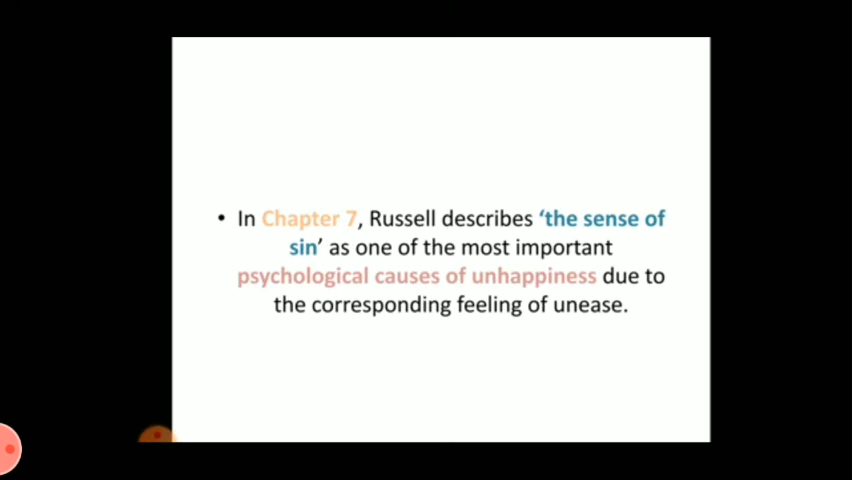 • In Chapter 7, Russell describes ‘the sense of
sin’ as one of the most important
psychological causes of unhappiness due to
the corresponding feeling of unease.